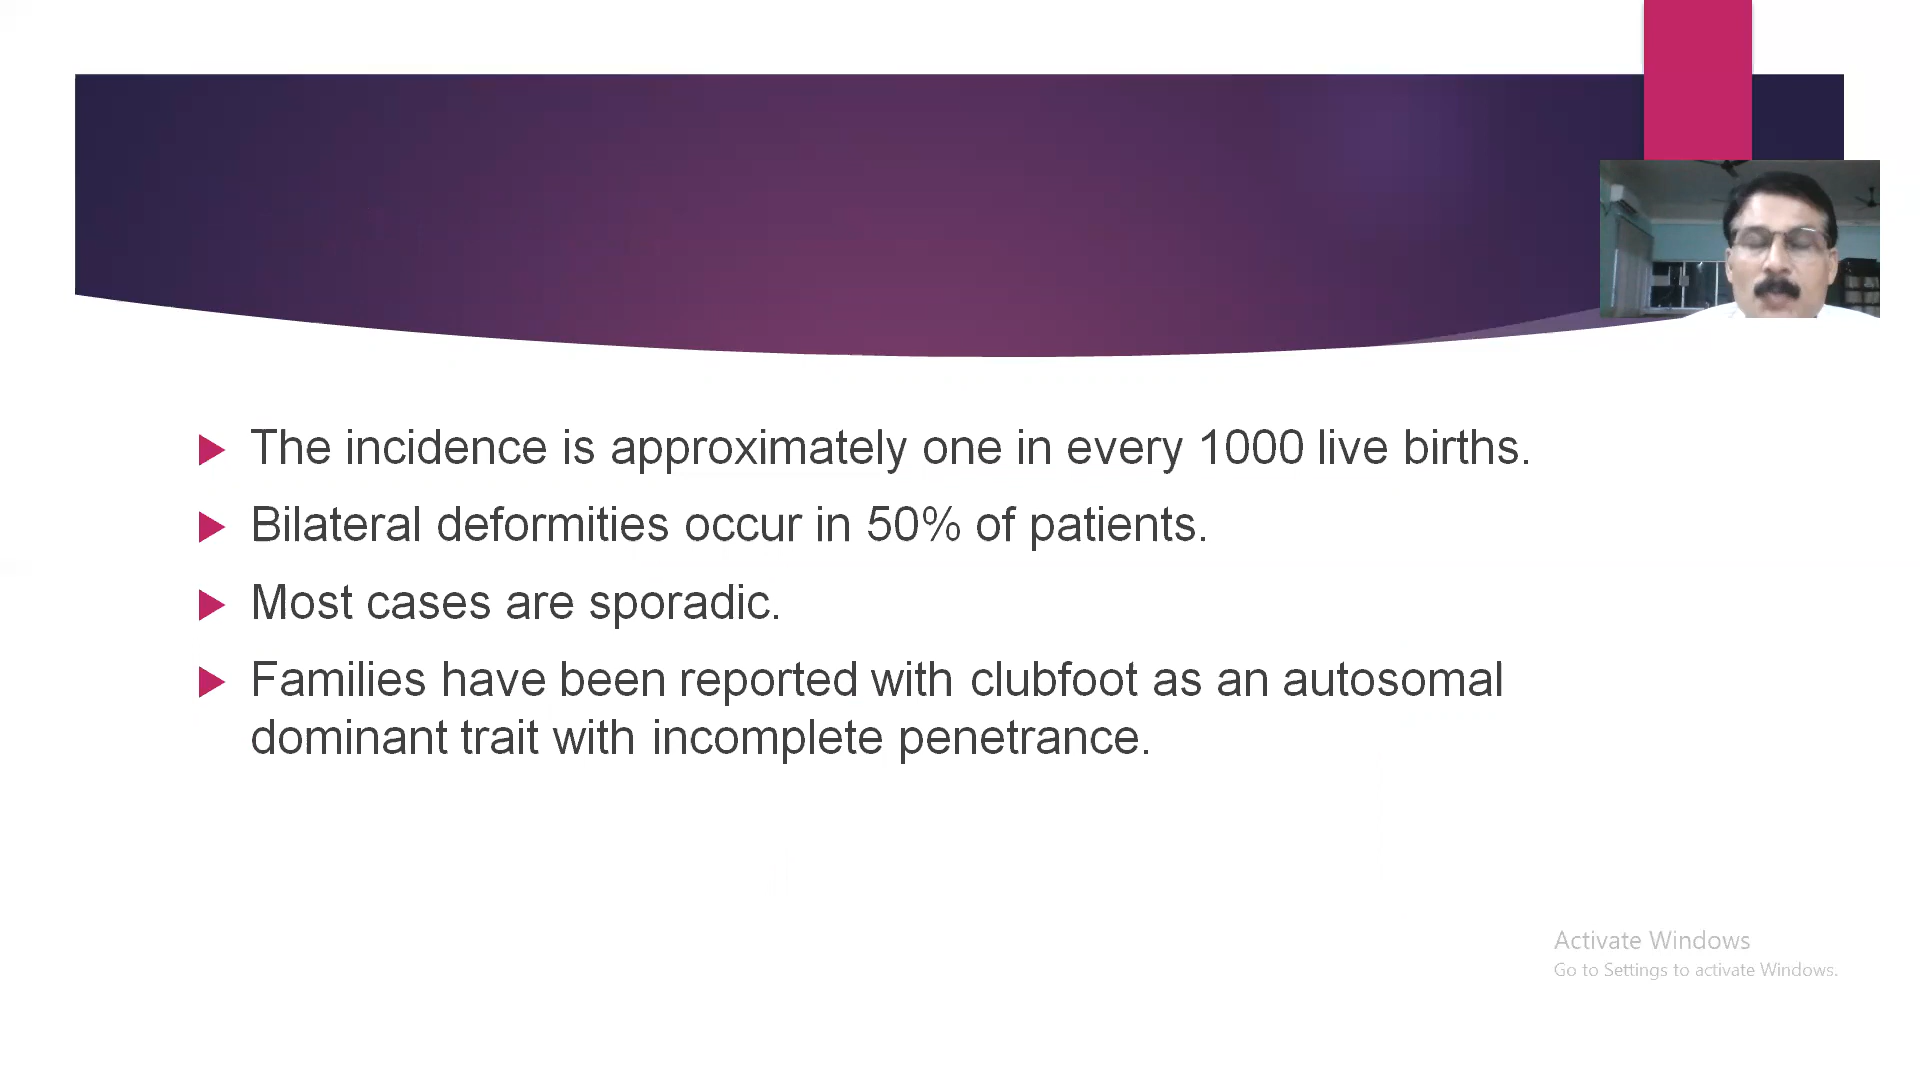 The incidence is approximately one in every 1000 live births.
Bilateral deformities occur in 50% of patients.
Most cases are sporadic.
Families have been reported with clubfoot as an autosomal
dominant trait with incomplete penetrance.
Activate Windows
Go to Settings to activate Windows.